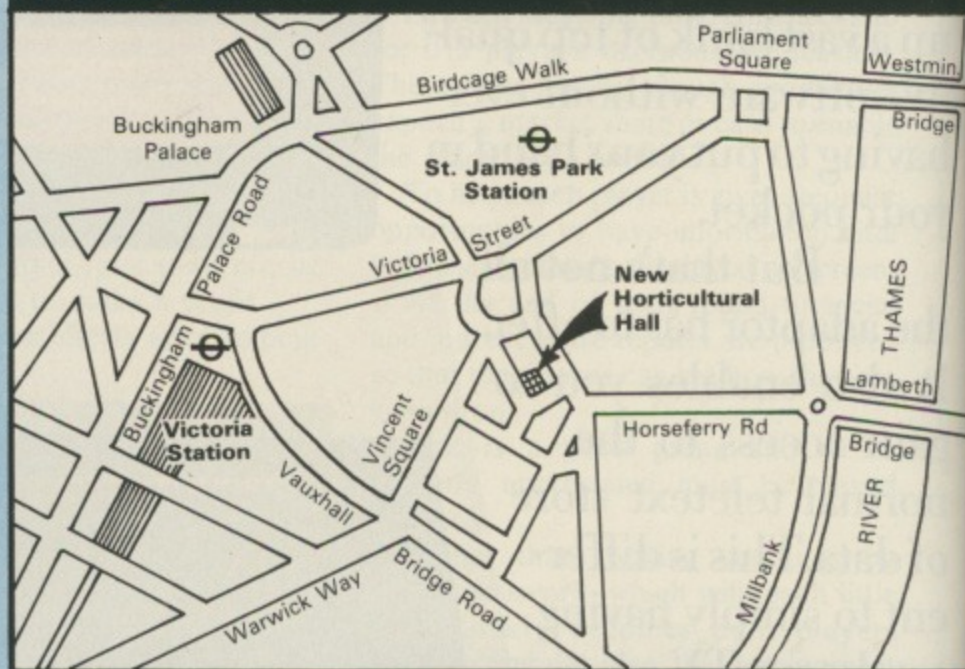 Parliament
Square
Westmin.
Birdcage Walk
Bridge
Buckingham
Palace
St. James Park
Station
Palace Road
Victoria Street
New
Horticultural
Hall
THAMES
Lambeth
Buckingham
Victoria
Station
Vincent
Square
Horseferry Rd
Bridge
Vauxhall
RIVER
Millbank
Bridge Road
Warwick Way